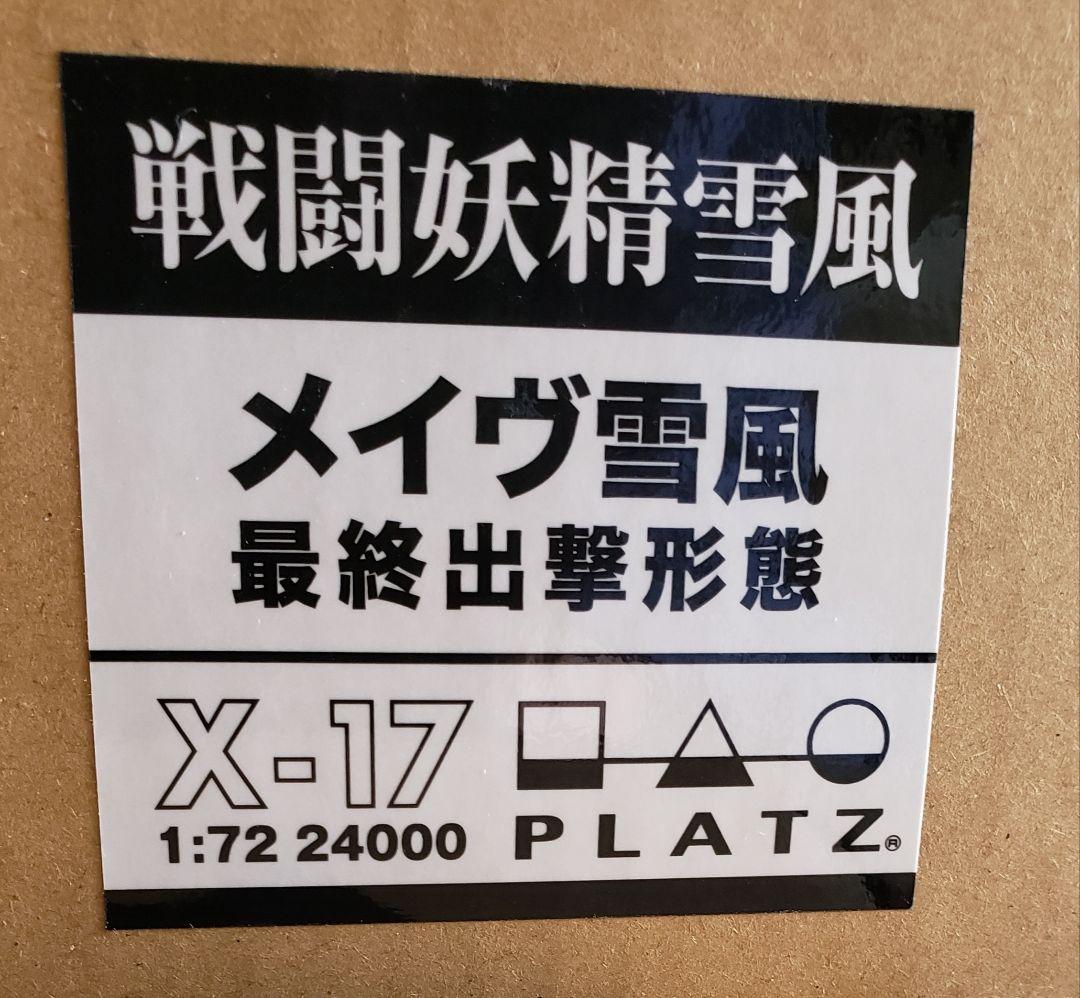 戦闘妖精雪風
メイヴ雪風
最終出撃形態
X-17
1:72 24000
PLATZ®